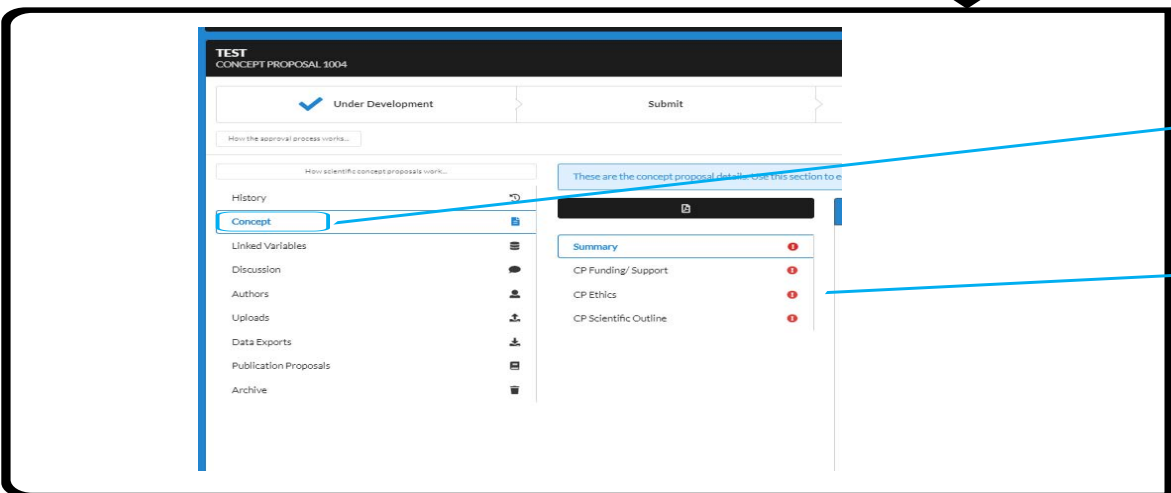 TEST
CONCEPT PROPOSAL 1004
Under Development
Submit
How the approval process works...
How scientific concept proposals work...
These are the concept proposal details. Use this section to e
History
Concept
Linked Variables
Discussion
Authors
Uploads
Data Exports
Publication Proposals
Archive
Summary
CP Funding/ Support
CP Ethics
CP Scientific Outline